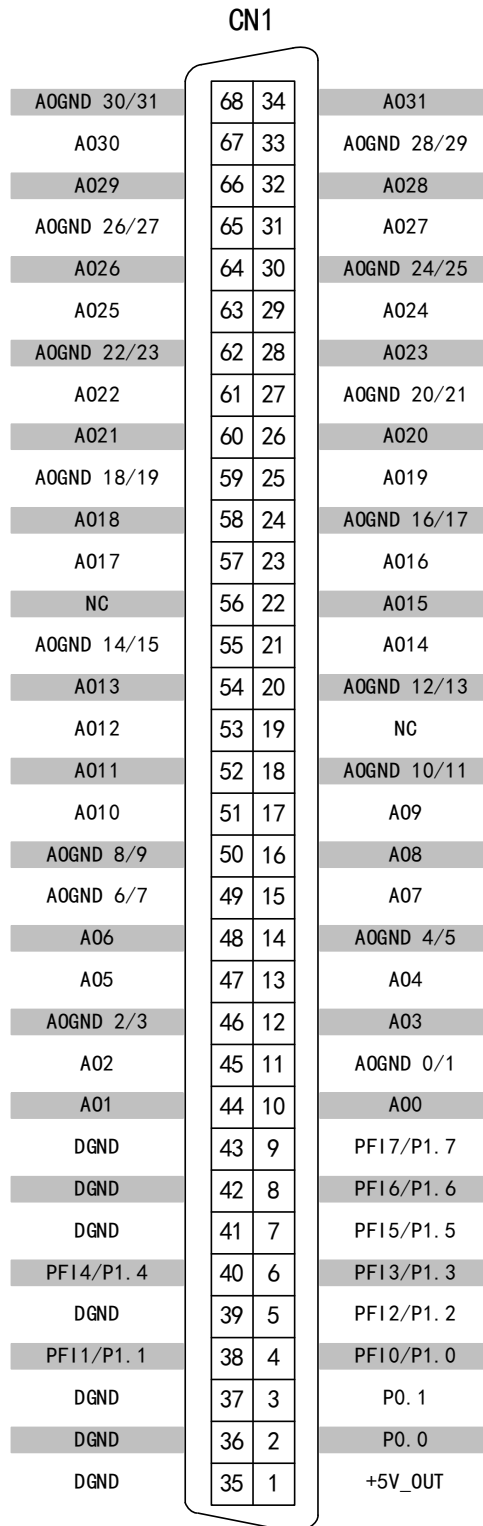 CN1
AOGND 30/31 68 34 AO31
AO30 67 33 AOGND 28/29
AO29 66 32 AO28
AOGND 26/27 65 31 AO27
AO26 64 30 AOGND 24/25
AO25 63 29 AO24
AOGND 22/23 62 28 AO23
AO22 61 27 AOGND 20/21
AO21 60 26 AO20
AOGND 18/19 59 25 AO19
AO18 58 24 AOGND 16/17
AO17 57 23 AO16
NC 56 22 AO15
AOGND 14/15 55 21 AO14
AO13 54 20 AOGND 12/13
AO12 53 19 NC
AO11 52 18 AOGND 10/11
AO10 51 17 AO9
AOGND 8/9 50 16 AO8
AOGND 6/7 49 15 AO7
AO6 48 14 AOGND 4/5
AO5 47 13 AO4
AOGND 2/3 46 12 AO3
AO2 45 11 AOGND 0/1
AO1 44 10 AO0
DGND 43 9 PFI7/P1.7
DGND 42 8 PFI6/P1.6
DGND 41 7 PFI5/P1.5
PFI4/P1.4 40 6 PFI3/P1.3
DGND 39 5 PFI2/P1.2
PFI1/P1.1 38 4 PFI0/P1.0
DGND 37 3 P0.1
DGND 36 2 P0.0
DGND 35 1 +5V_OUT